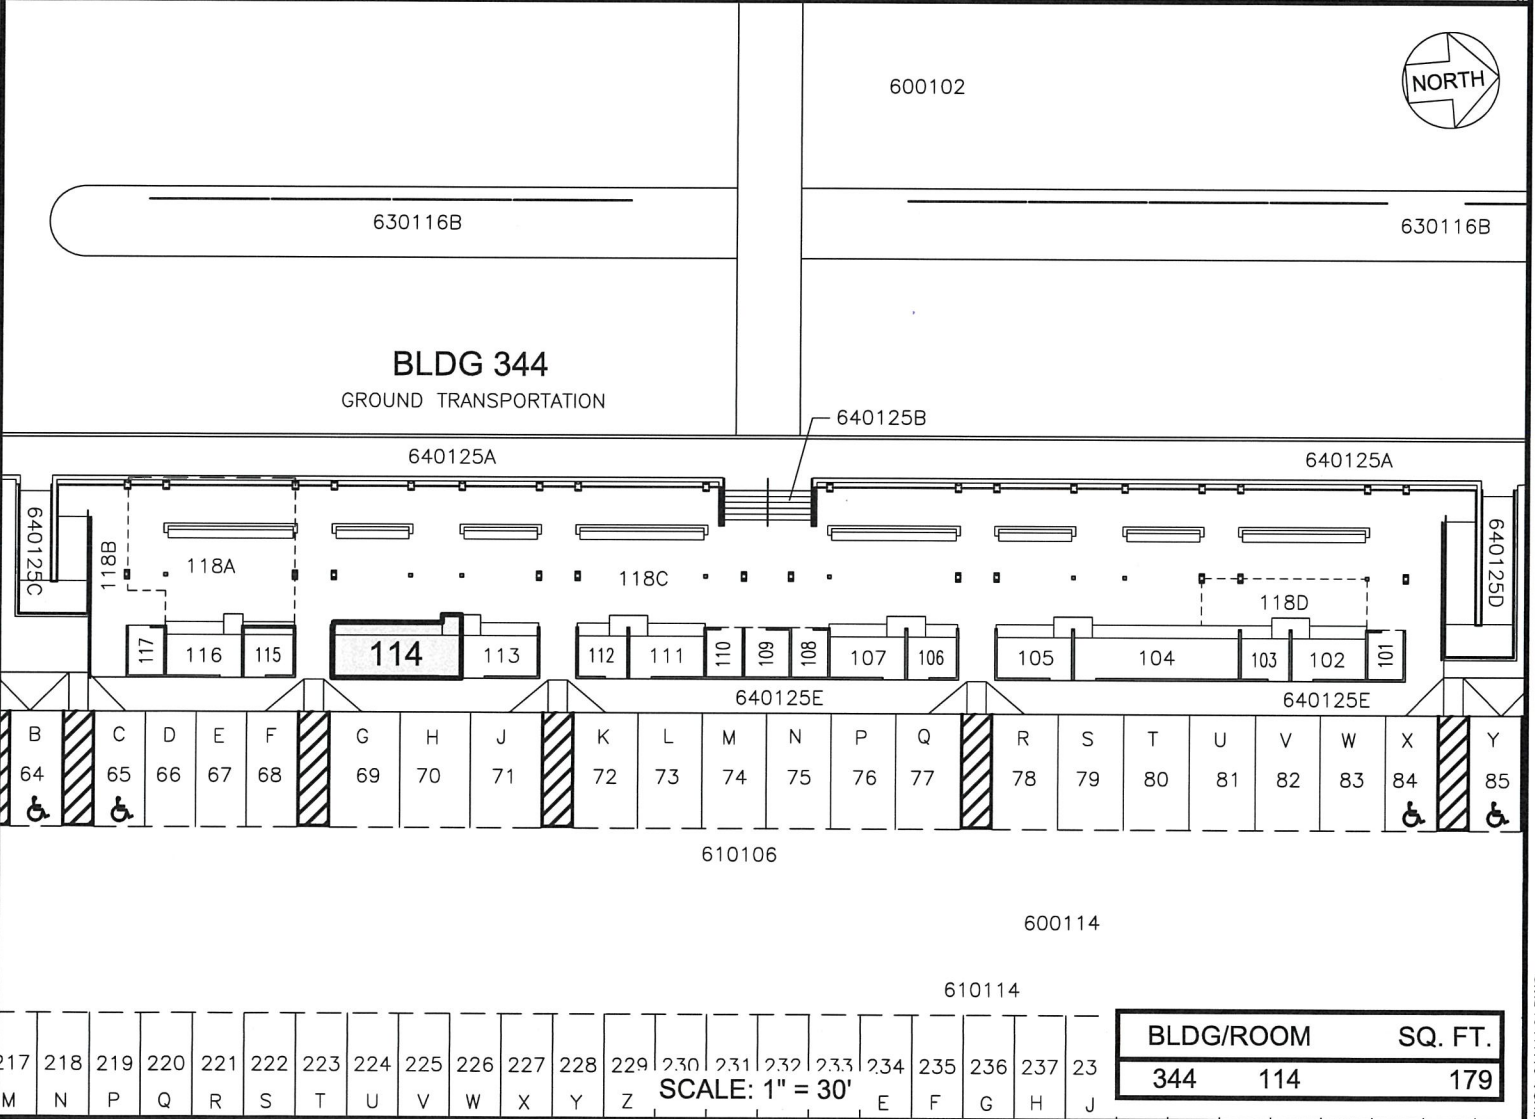 600102
NORTH
630116B
630116B
BLDG 344
GROUND TRANSPORTATION
640125B
640125A
640125A
640125C
118B
118A
118C
118D
640125D
117
116
115
114
113
112
111
110
109
108
107
106
105
104
103
102
101
640125E
640125E
B C D E F G H J K L M N P Q R S T U V W X Y
64 65 66 67 68 69 70 71 72 73 74 75 76 77 78 79 80 81 82 83 84 85
610106
600114
610114
BLDG/ROOM SQ. FT.
344 114 179
217 218 219 220 221 222 223 224 225 226 227 228 229 230 231 232 233 234 235 236 237 23
M N P Q R S T U V W X Y Z E F G H J
SCALE: 1" = 30'